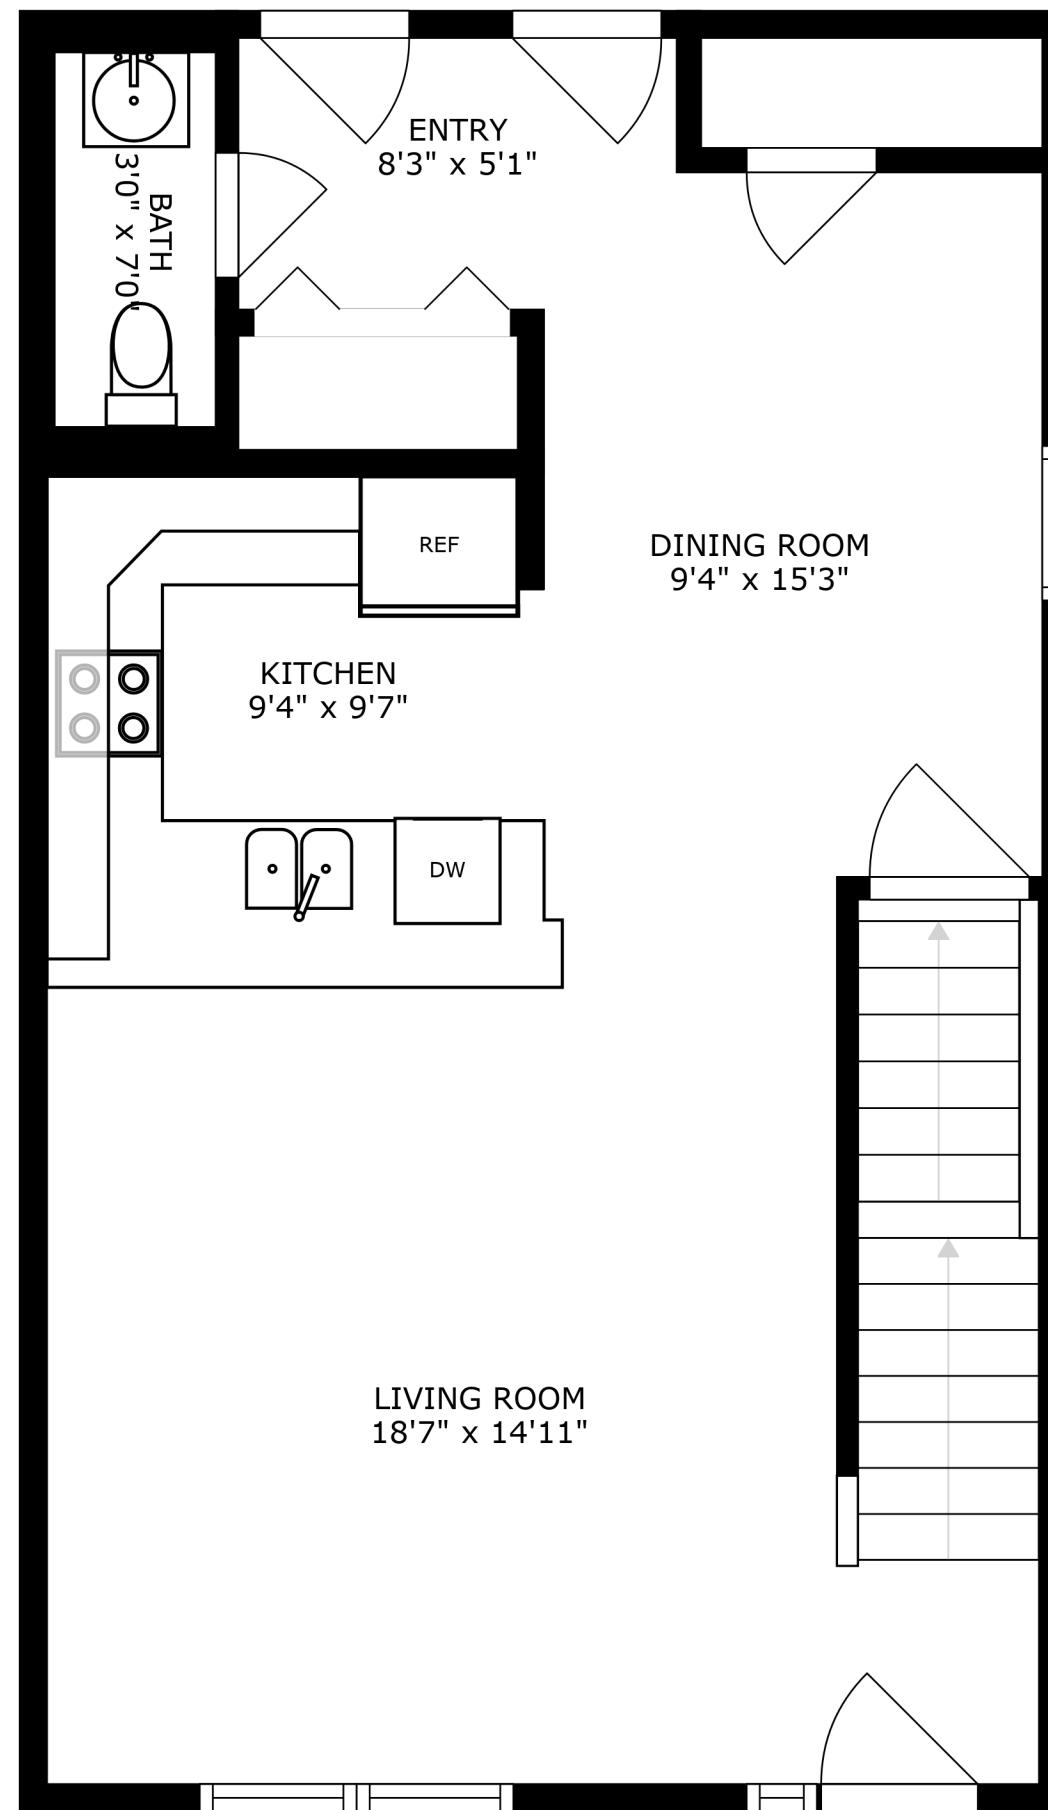 ENTRY
8'3" x 5'1"
BATH
3'0" x 7'0"
REF
DINING ROOM
9'4" x 15'3"
KITCHEN
9'4" x 9'7"
DW
LIVING ROOM
18'7" x 14'11"